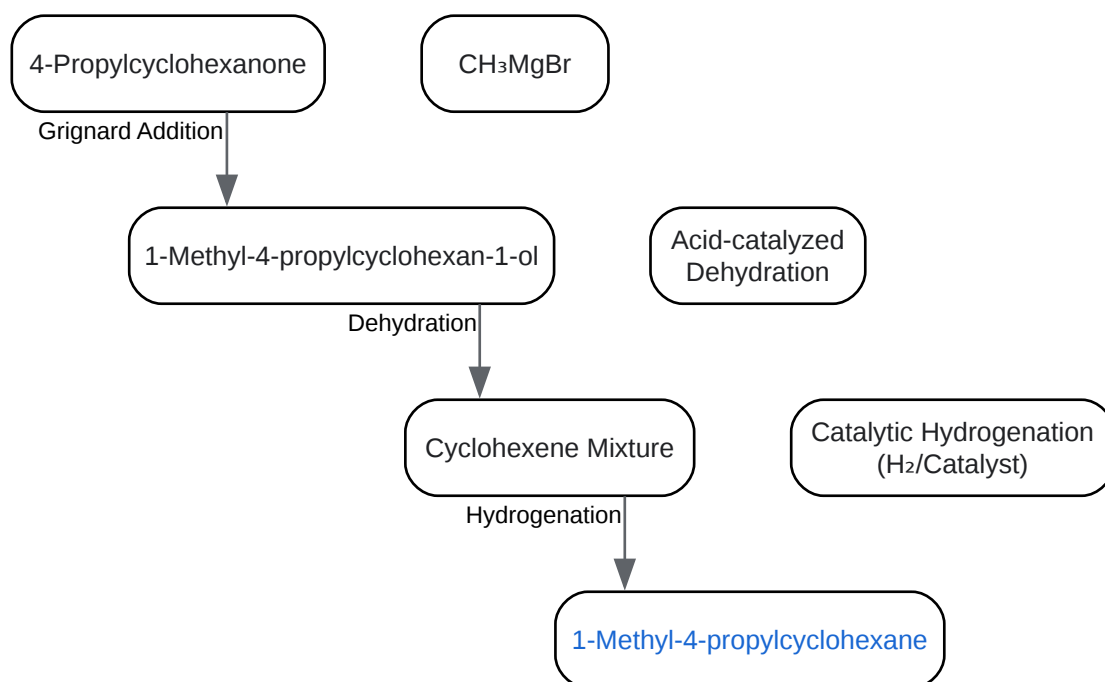 4-Propylcyclohexanone
CH₃MgBr
Grignard Addition
1-Methyl-4-propylcyclohexan-1-ol
Acid-catalyzed
Dehydration
Dehydration
Cyclohexene Mixture
Catalytic Hydrogenation
(H₂/Catalyst)
Hydrogenation
1-Methyl-4-propylcyclohexane